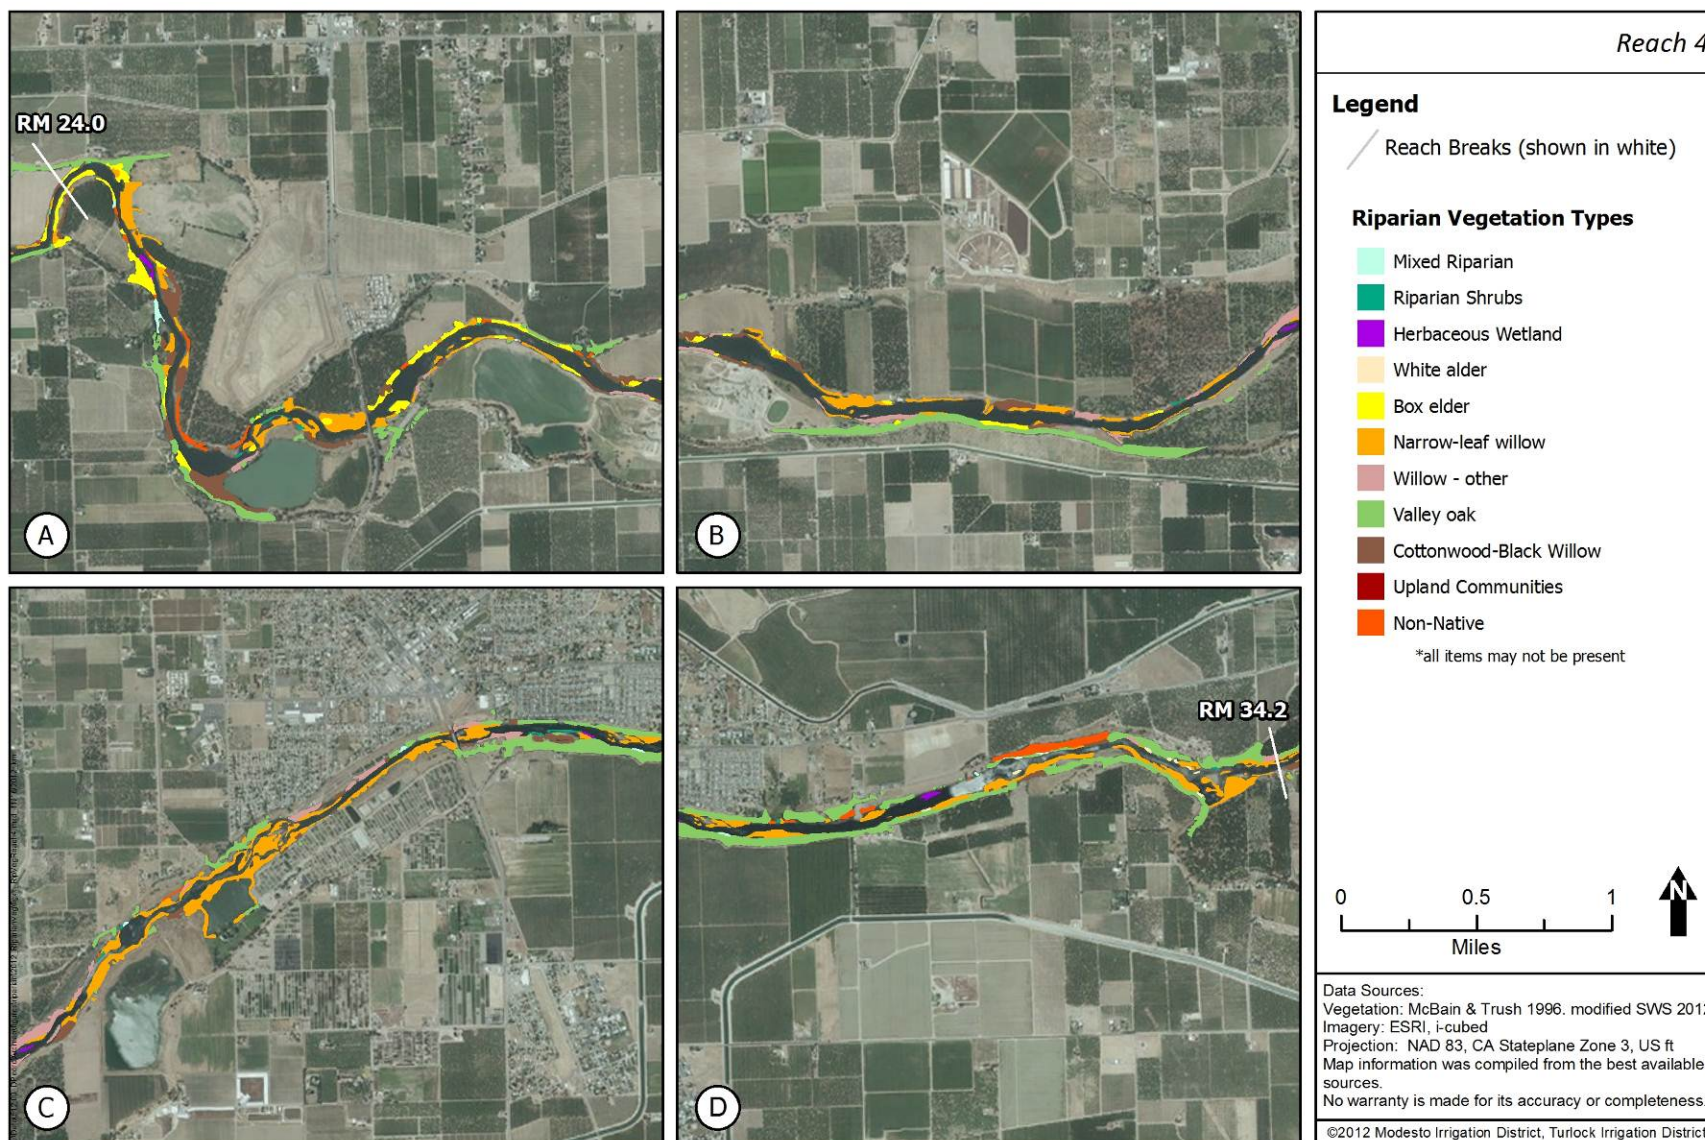 Reach 4
RM 24.0
Legend
Reach Breaks (shown in white)
Riparian Vegetation Types
Mixed Riparian
Riparian Shrubs
Herbaceous Wetland
White alder
Box elder
Narrow-leaf willow
Willow - other
Valley oak
Cottonwood-Black Willow
Upland Communities
Non-Native
*all items may not be present
A
B
RM 34.2
0 0.5 1
Miles
N
C
D
Data Sources:
Vegetation: McBain & Trush 1996. modified SWS 2012
Imagery: ESRI, i-cubed
Projection: NAD 83, CA Stateplane Zone 3, US ft
Map information was compiled from the best available
sources.
No warranty is made for its accuracy or completeness.
©2012 Modesto Irrigation District, Turlock Irrigation District